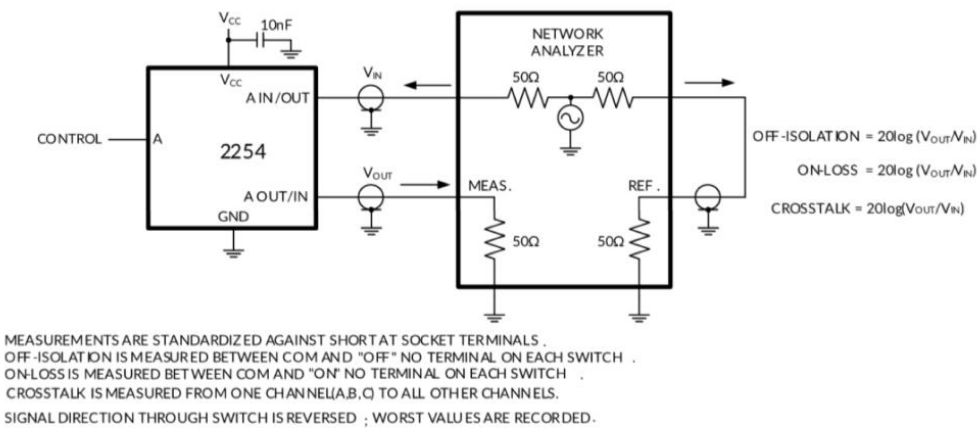 VCC
10nF
NETWORK
ANALYZER
VCC
VIN
50Ω
50Ω
A IN/OUT
CONTROL
A
2254
OFF-ISOLATION = 20log (VOUT/VIN)
VOUT
ON-LOSS = 20log (VOUT/VIN)
A OUT/IN
MEAS.
REF.
CROSSTALK = 20log(VOUT/VIN)
GND
50Ω
50Ω
MEASUREMENTS ARE STANDARDIZED AGAINST SHORT AT SOCKET TERMINALS .
OFF-ISOLATION IS MEASURED BETWEEN COM AND "OFF" NO TERMINAL ON EACH SWITCH .
ON-LOSS IS MEASURED BETWEEN COM AND "ON" NO TERMINAL ON EACH SWITCH .
CROSSTALK IS MEASURED FROM ONE CHANNEL(A,B,C) TO ALL OTHER CHANNELS.
SIGNAL DIRECTION THROUGH SWITCH IS REVERSED ; WORST VALUES ARE RECORDED.